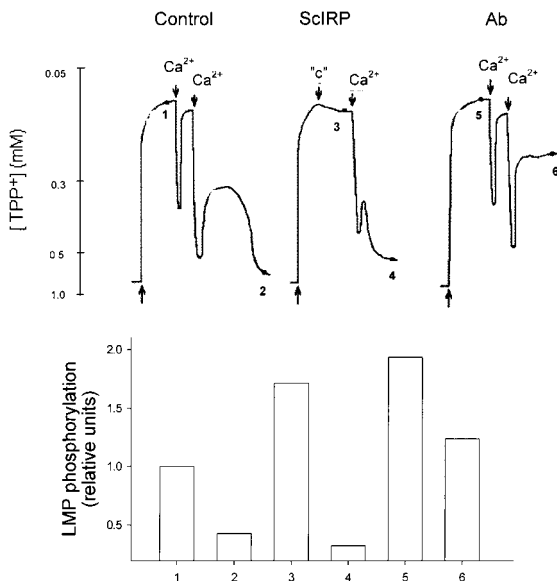 Control
ScIRP
Ab
[TPP+] (mM)
0.05
0.3
0.5
1.0
Ca²⁺
Ca²⁺
1
2
"c"
Ca²⁺
3
4
Ca²⁺
Ca²⁺
5
6
LMP phosphorylation
(relative units)
2.0
1.5
1.0
0.5
1 2 3 4 5 6